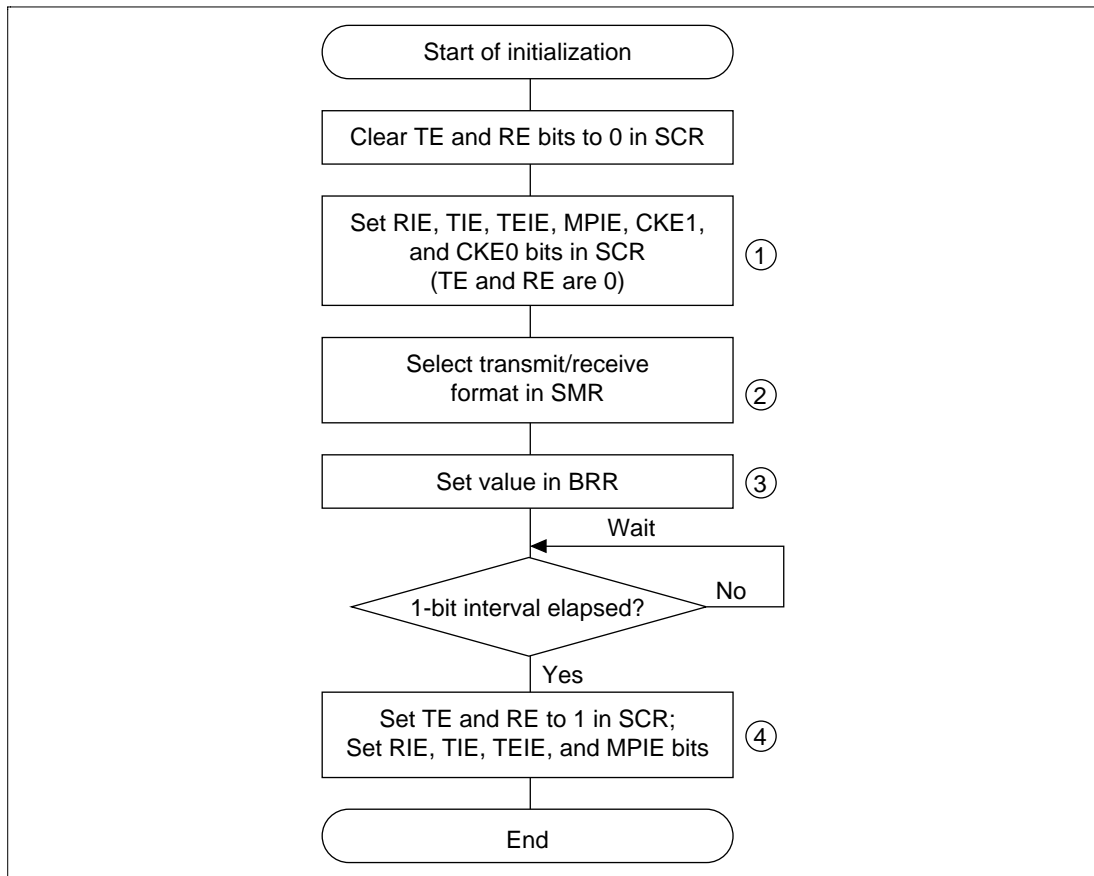 Start of initialization
Clear TE and RE bits to 0 in SCR
Set RIE, TIE, TEIE, MPIE, CKE1,
and CKE0 bits in SCR
(TE and RE are 0)
1
Select transmit/receive
format in SMR
2
Set value in BRR
3
Wait
1-bit interval elapsed?
No
Yes
Set TE and RE to 1 in SCR;
Set RIE, TIE, TEIE, and MPIE bits
4
End